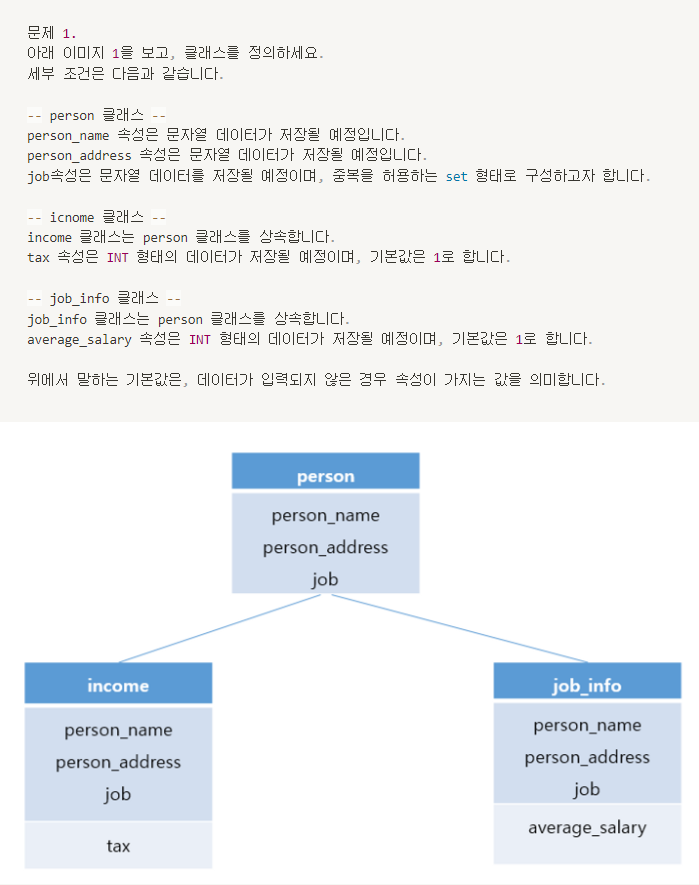 문제 1.
아래 이미지 1을 보고, 클래스를 정의하세요.
세부 조건은 다음과 같습니다.
-- person 클래스 --
person_name 속성은 문자열 데이터가 저장될 예정입니다.
person_address 속성은 문자열 데이터가 저장될 예정입니다.
job속성은 문자열 데이터를 저장될 예정이며, 중복을 허용하는 set 형태로 구성하고자 합니다.
-- icnome 클래스 --
income 클래스는 person 클래스를 상속합니다.
tax 속성은 INT 형태의 데이터가 저장될 예정이며, 기본값은 1로 합니다.
-- job_info 클래스 --
job_info 클래스는 person 클래스를 상속합니다.
average_salary 속성은 INT 형태의 데이터가 저장될 예정이며, 기본값은 1로 합니다.
위에서 말하는 기본값은, 데이터가 입력되지 않은 경우 속성이 가지는 값을 의미합니다.
person
person_name
person_address
job
income
person_name
person_address
job
tax
job_info
person_name
person_address
job
average_salary